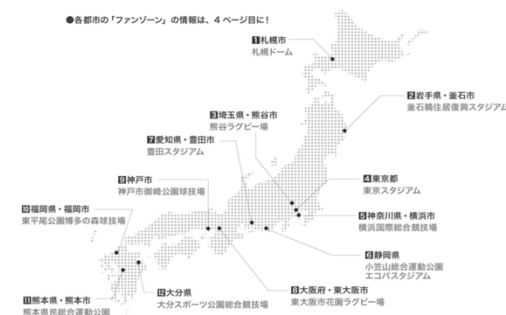 ●各都市の「ファンゾーン」の情報は、4 ページ目に！
1札幌市
札幌ドーム
2岩手県・釜石市
釜石鵜住居復興スタジアム
3埼玉県・熊谷市
熊谷ラグビー場
7愛知県・豊田市
豊田スタジアム
4東京都
東京スタジアム
9神戸市
神戸市御崎公園球技場
10福岡県・福岡市
東平尾公園博多の森球技場
5神奈川県・横浜市
横浜国際総合競技場
6静岡県
小笠山総合運動公園
エコパスタジアム
8大阪府・東大阪市
東大阪市花園ラグビー場
12大分県
大分スポーツ公園総合競技場
11熊本県・熊本市
熊本県民総合運動公園